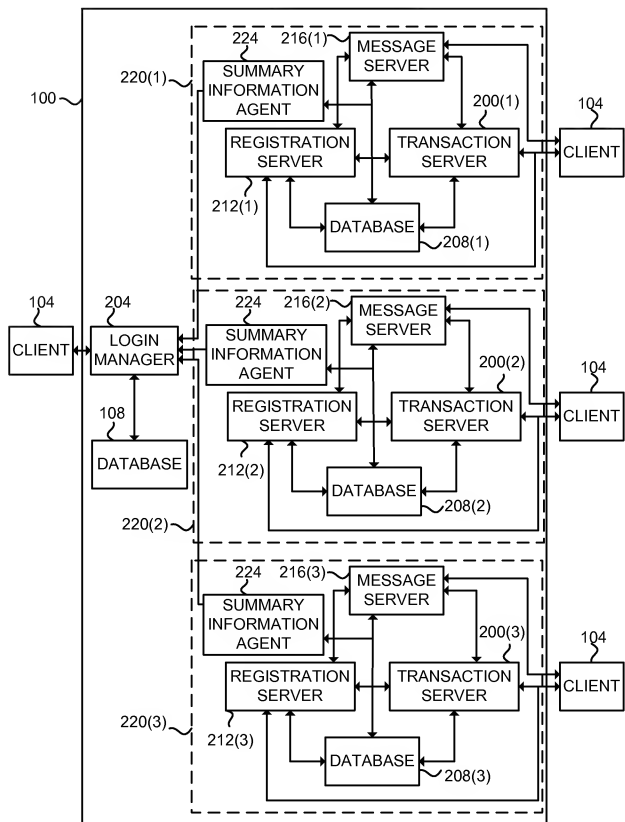 216(1)
MESSAGE
SERVER
224
220(1)
SUMMARY
INFORMATION
AGENT
100
200(1)
104
REGISTRATION
SERVER
TRANSACTION
SERVER
CLIENT
212(1)
DATABASE
208(1)
216(2)
MESSAGE
SERVER
104
204
224
CLIENT
LOGIN
MANAGER
SUMMARY
INFORMATION
AGENT
200(2)
104
108
REGISTRATION
SERVER
TRANSACTION
SERVER
CLIENT
DATABASE
212(2)
DATABASE
208(2)
220(2)
216(3)
MESSAGE
SERVER
224
SUMMARY
INFORMATION
AGENT
200(3)
104
REGISTRATION
SERVER
TRANSACTION
SERVER
CLIENT
220(3)
212(3)
DATABASE
208(3)